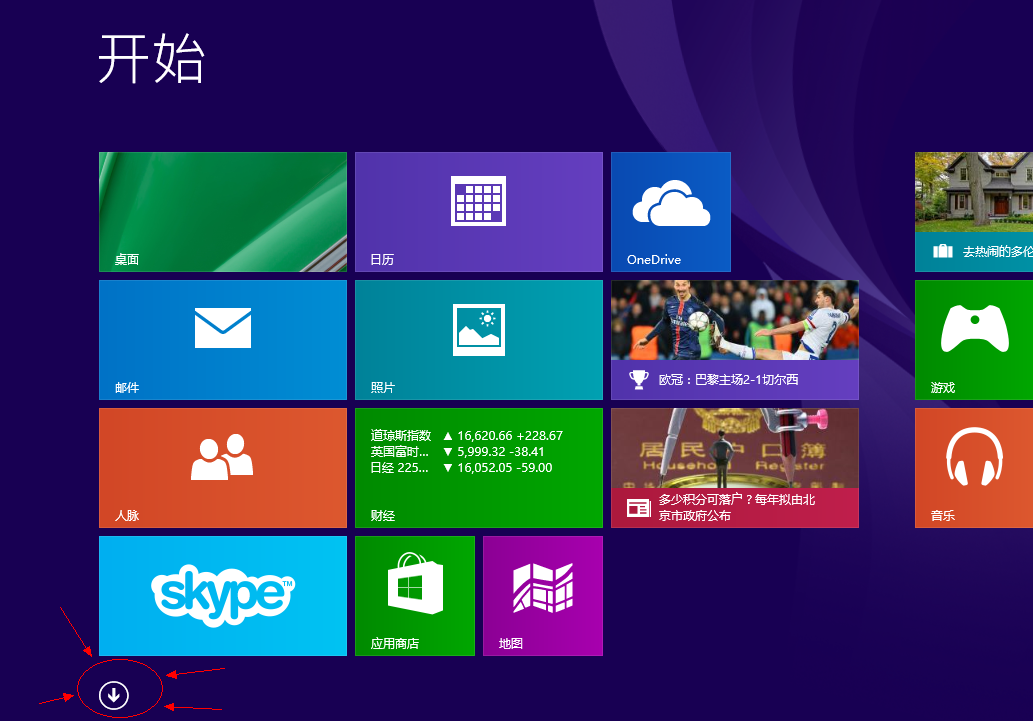 开始
桌面
日历
OneDrive
去热闹的多伦
邮件
照片
欧冠：巴黎主场2-1切尔西
游戏
人脉
道琼斯指数 ▲ 16,620.66 +228.67
英国富时... ▼ 5,999.32 -38.41
日经 225... ▼ 16,052.05 -59.00
财经
居民户口簿
Household Register
多少积分可落户？每年拟由北
京市政府公布
音乐
skype™
应用商店
地图